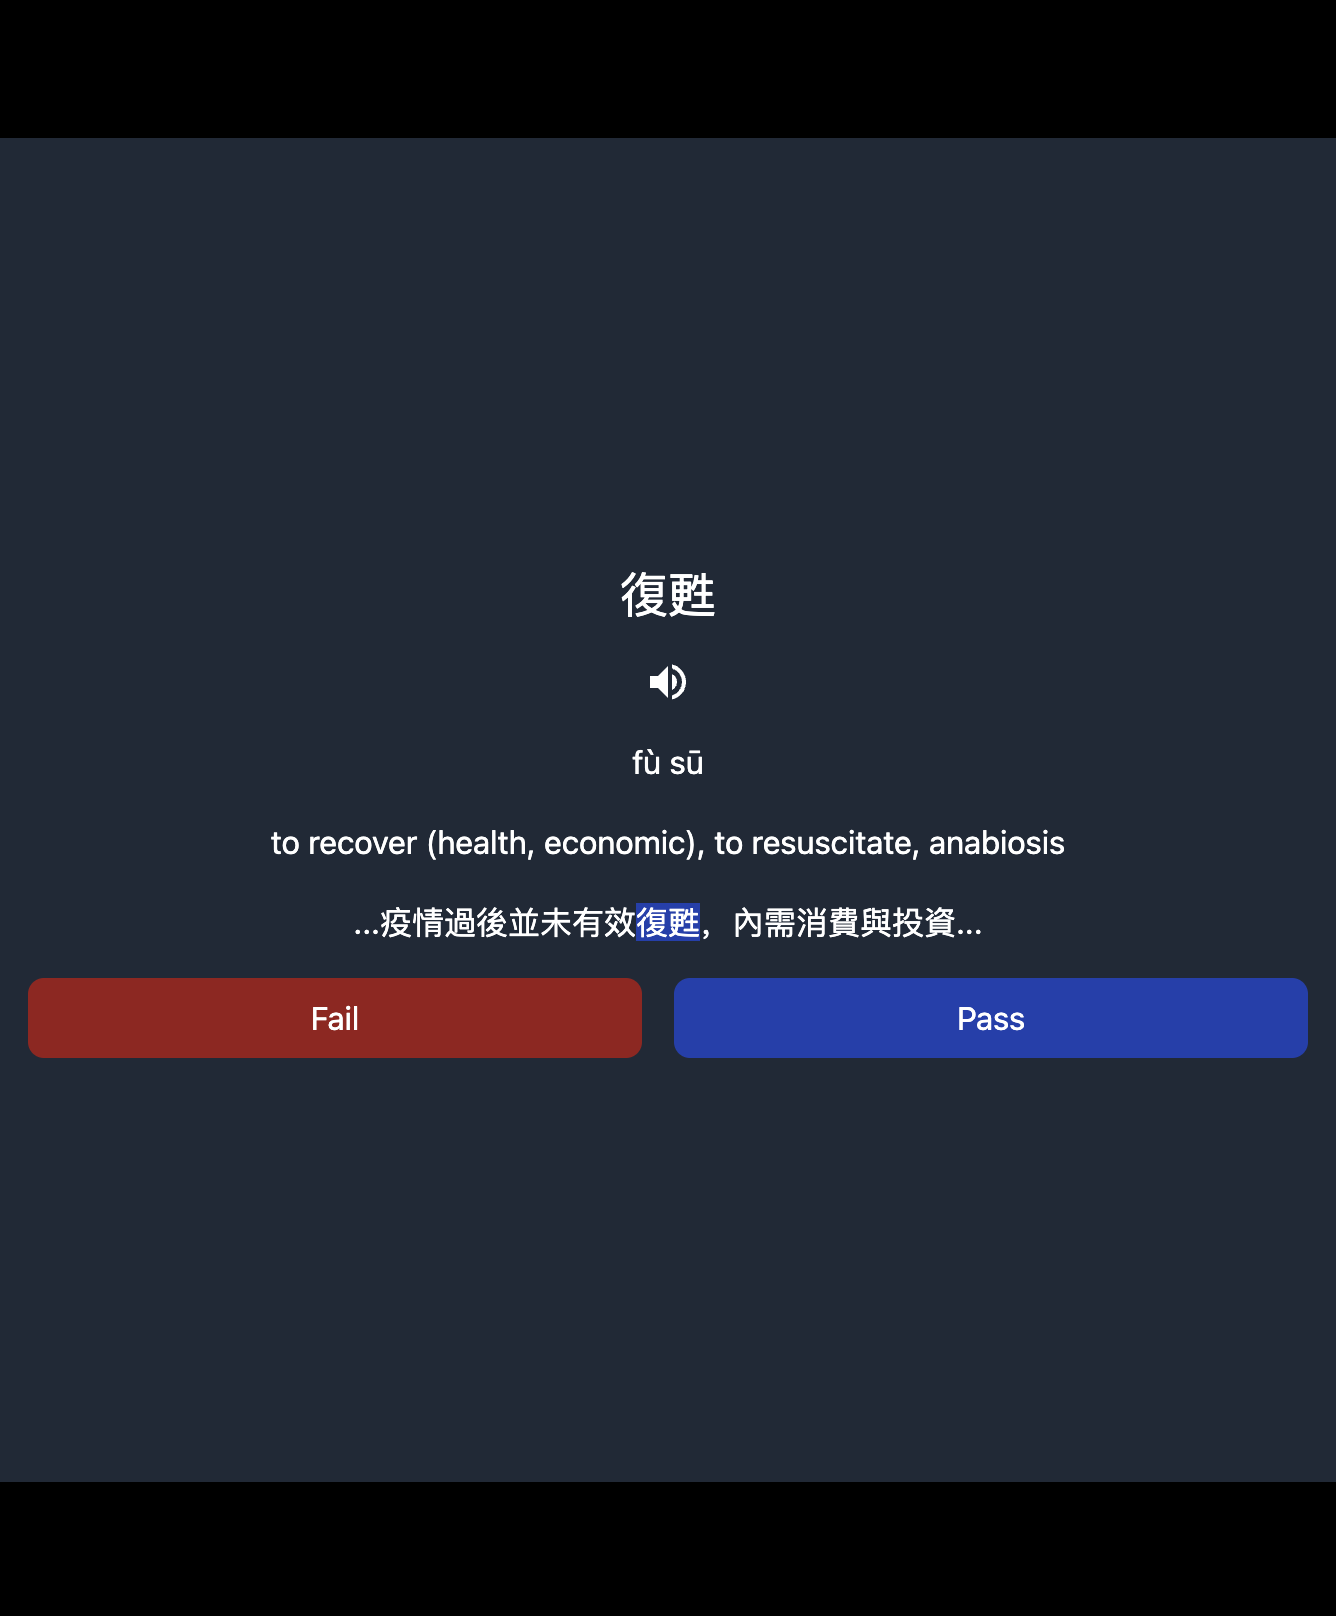 復甦
fù sū
to recover (health, economic), to resuscitate, anabiosis
...疫情過後並未有效復甦，內需消費與投資...
Fail
Pass